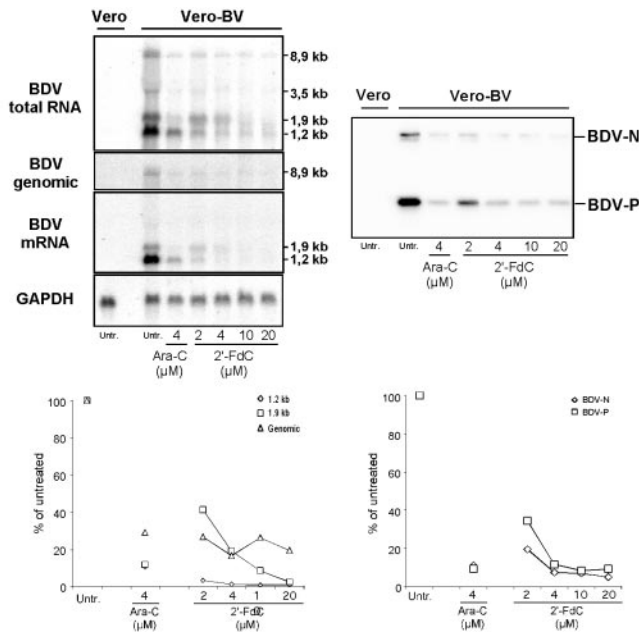 Vero Vero-BV
BDV total RNA
8,9 kb
3,5 kb
1,9 kb
1,2 kb
BDV genomic
8,9 kb
BDV mRNA
1,9 kb
1,2 kb
GAPDH
Untr. Untr. 4 2 4 10 20
Ara-C (µM)
2'-FdC (µM)
Vero Vero-BV
BDV-N
BDV-P
Untr. Untr. 4 2 4 10 20
Ara-C (µM)
2'-FdC (µM)
% of untreated
100
80
60
40
20
0
1.2 kb
1.9 kb
Genomic
Untr. 4 2 4 1 20
Ara-C (µM)
2'-FdC (µM)
% of untreated
100
80
60
40
20
0
BDV-N
BDV-P
Untr. 4 2 4 10 20
Ara-C (µM)
2'-FdC (µM)